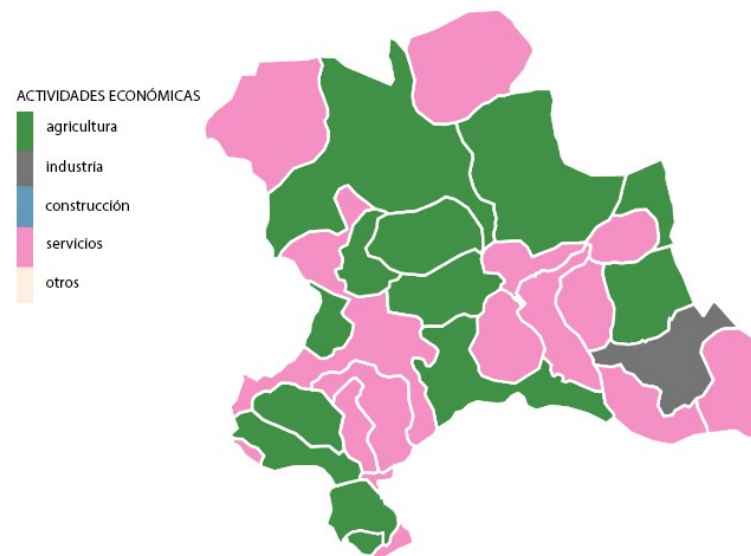 ACTIVIDADES ECONÓMICAS
agricultura
industria
construcción
servicios
otros